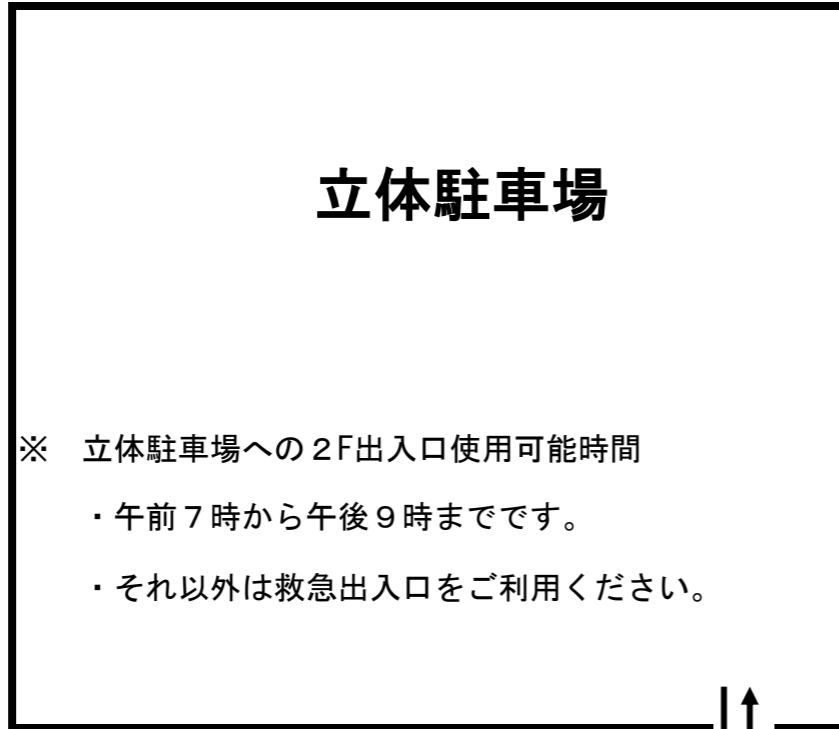 立体駐車場
※　立体駐車場への２F出入口使用可能時間
・午前７時から午後９時までです。
・それ以外は救急出入口をご利用ください。